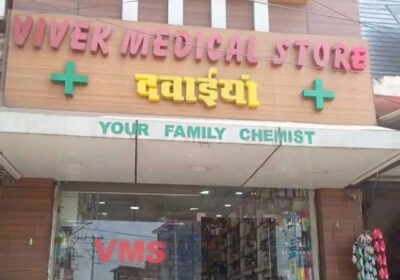 VIVEK MEDICAL STORE
दवाईयां
YOUR FAMILY CHEMIST
VMS